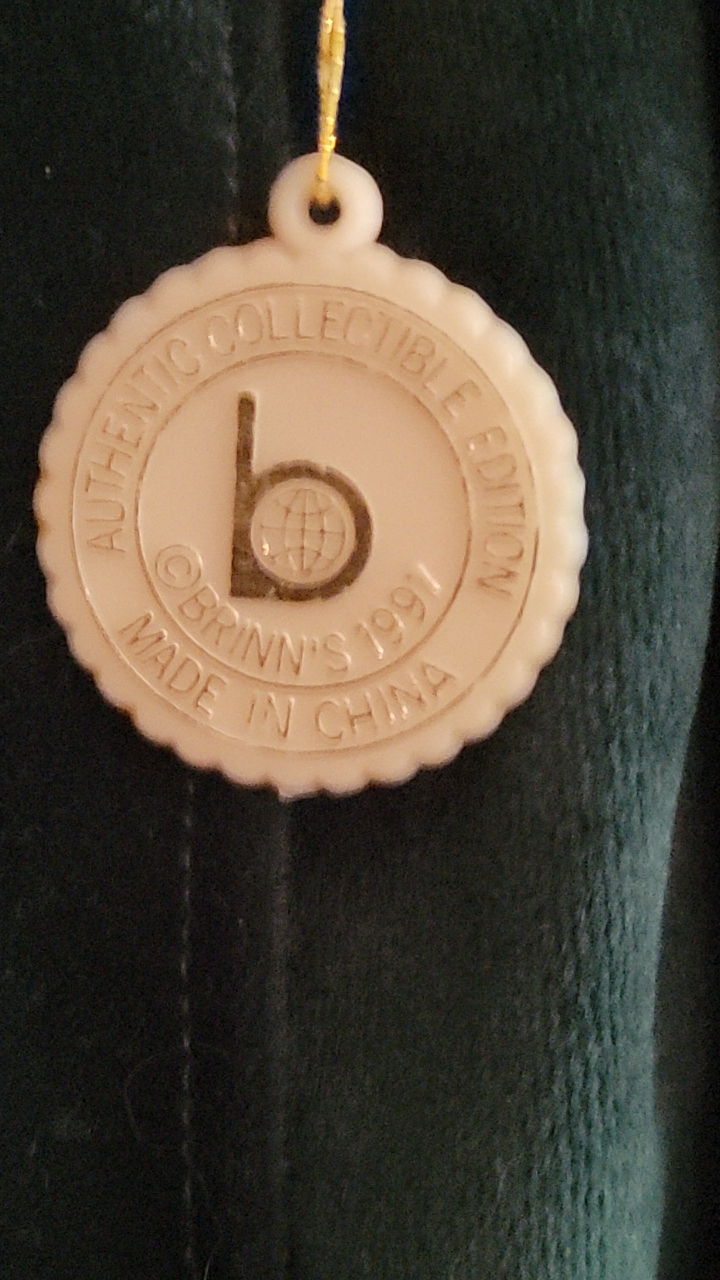 AUTHENTIC COLLECTIBLE EDITION
b
©BRINN'S 1991
MADE IN CHINA